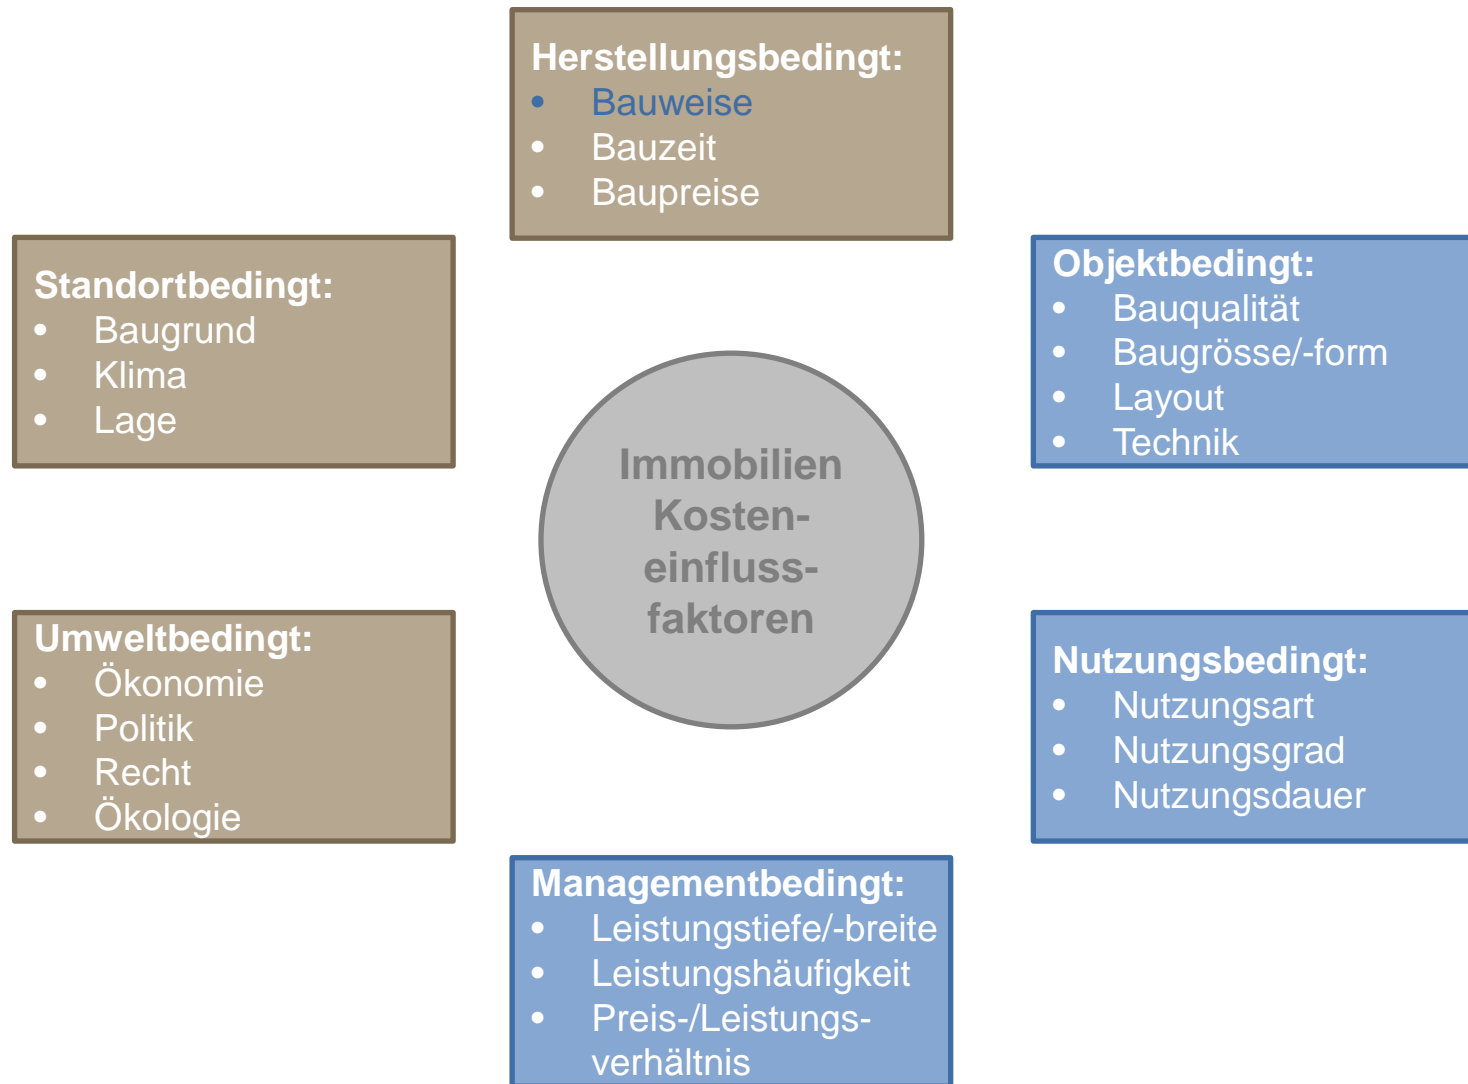 Herstellungsbedingt:
• Bauweise
• Bauzeit
• Baupreise
Standortbedingt:
• Baugrund
• Klima
• Lage
Objektbedingt:
• Bauqualität
• Baugrösse/-form
• Layout
• Technik
Immobilien
Kosten-
einfluss-
faktoren
Umweltbedingt:
• Ökonomie
• Politik
• Recht
• Ökologie
Nutzungsbedingt:
• Nutzungsart
• Nutzungsgrad
• Nutzungsdauer
Managementbedingt:
• Leistungstiefe/-breite
• Leistungshäufigkeit
• Preis-/Leistungs-
verhältnis